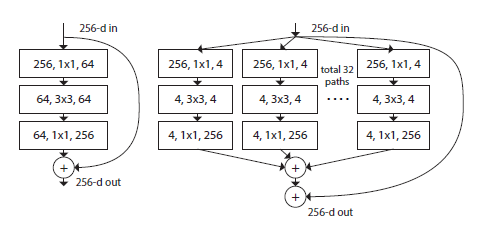 256-d in
256, 1x1, 64
64, 3x3, 64
64, 1x1, 256
+
256-d out
256-d in
256, 1x1, 4
256, 1x1, 4
total 32
paths
256, 1x1, 4
4, 3x3, 4
4, 3x3, 4
....
4, 3x3, 4
4, 1x1, 256
4, 1x1, 256
4, 1x1, 256
+
+
256-d out